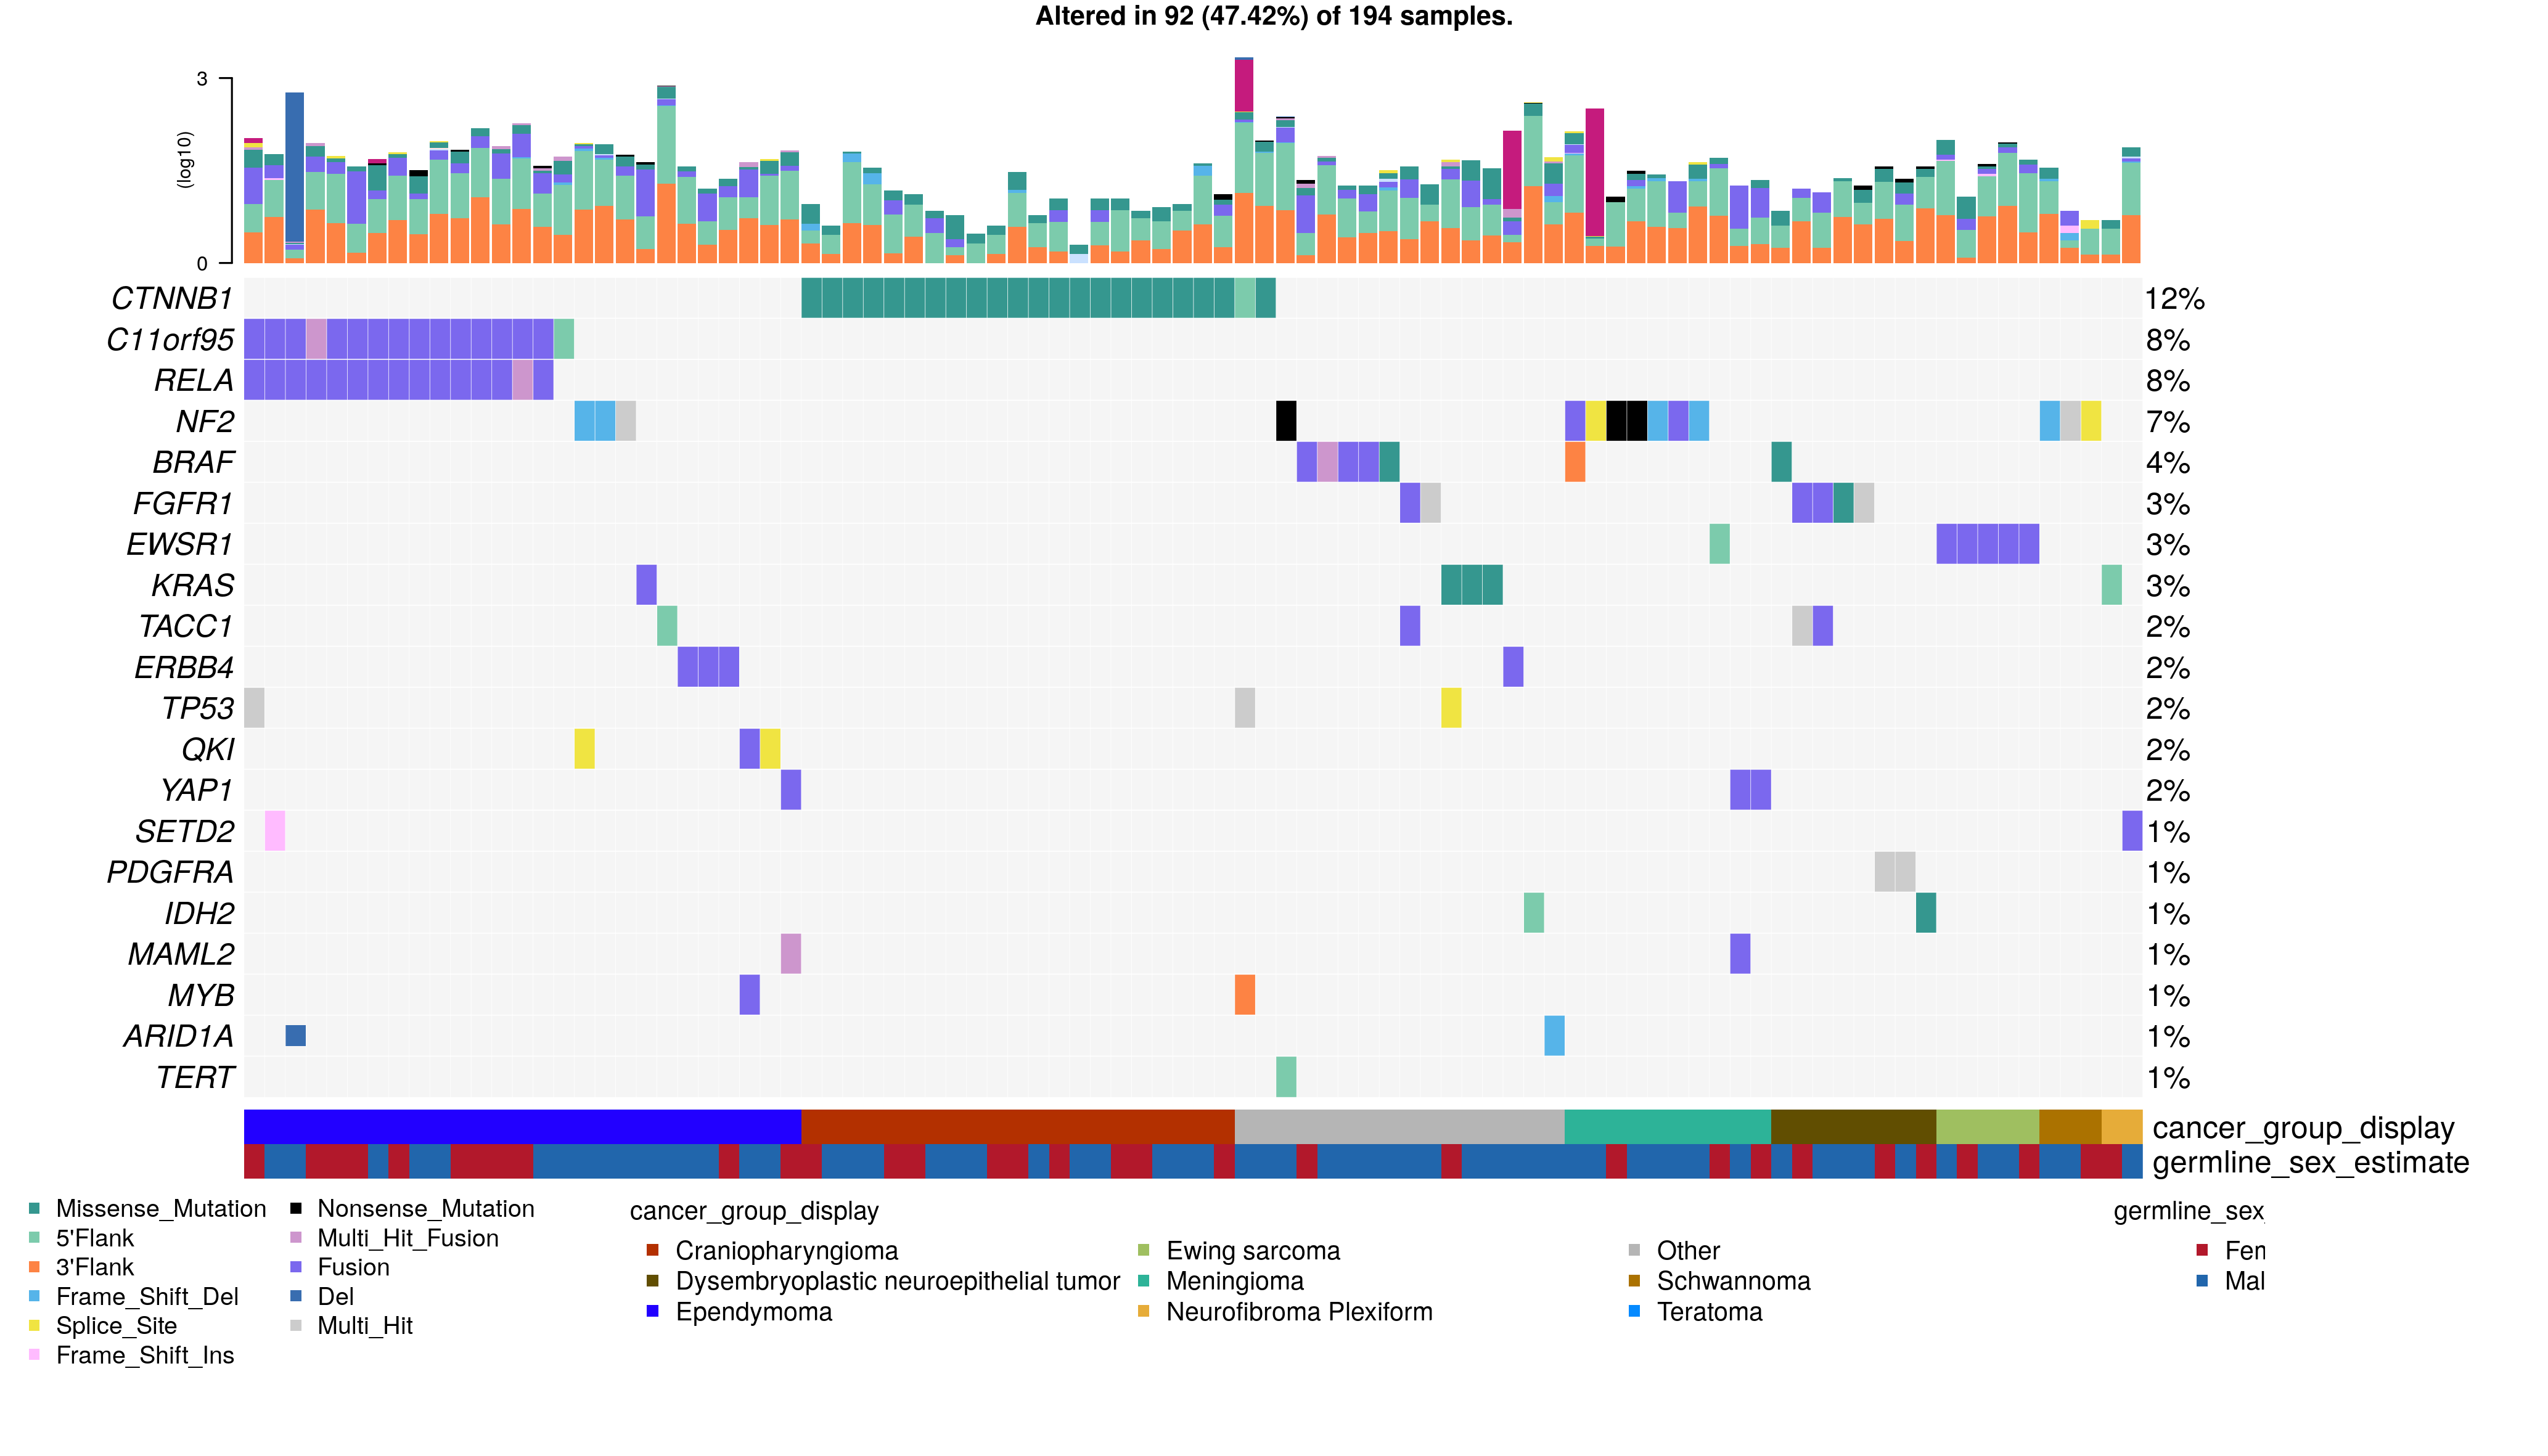 Altered in 92 (47.42%) of 194 samples.
3
(log10)
0
CTNNB1 12%
C11orf95 8%
RELA 8%
NF2 7%
BRAF 4%
FGFR1 3%
EWSR1 3%
KRAS 3%
TACC1 2%
ERBB4 2%
TP53 2%
QKI 2%
YAP1 2%
SETD2 1%
PDGFRA 1%
IDH2 1%
MAML2 1%
MYB 1%
ARID1A 1%
TERT 1%
cancer_group_display
germline_sex_estimate
Missense_Mutation
5'Flank
3'Flank
Frame_Shift_Del
Splice_Site
Frame_Shift_Ins
Nonsense_Mutation
Multi_Hit_Fusion
Fusion
Del
Multi_Hit
cancer_group_display
Craniopharyngioma
Dysembryoplastic neuroepithelial tumor
Ependymoma
Ewing sarcoma
Meningioma
Neurofibroma Plexiform
Other
Schwannoma
Teratoma
germline_sex
Fen
Mal